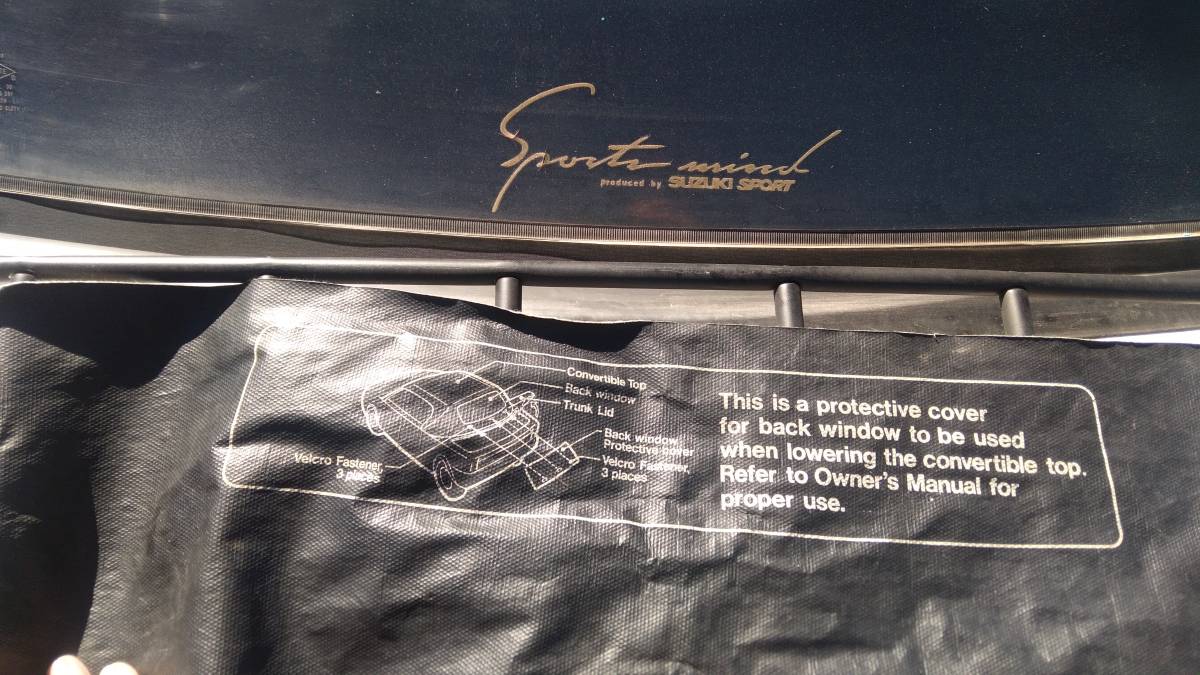 Sports mind
produced by SUZUKI SPORT
Convertible Top
Back window
Trunk Lid
Back window
Protective cover
Velcro Fastener,
3 places
Velcro Fastener,
3 places
This is a protective cover
for back window to be used
when lowering the convertible top.
Refer to Owner's Manual for
proper use.